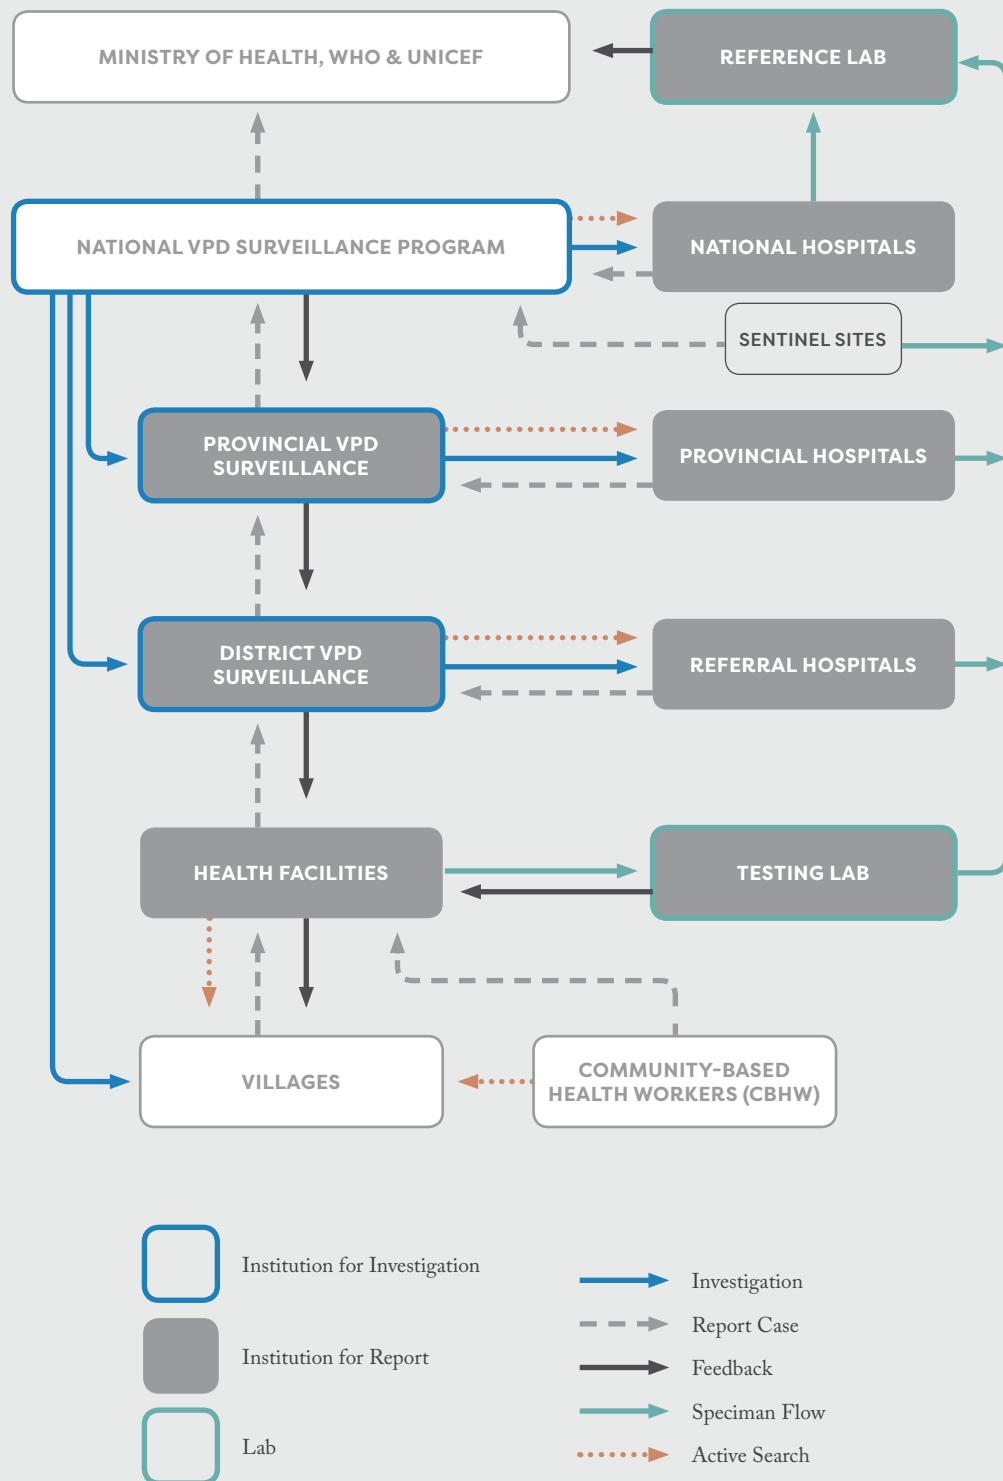 MINISTRY OF HEALTH, WHO & UNICEF
REFERENCE LAB
NATIONAL VPD SURVEILLANCE PROGRAM
NATIONAL HOSPITALS
SENTINEL SITES
PROVINCIAL VPD
SURVEILLANCE
PROVINCIAL HOSPITALS
DISTRICT VPD
SURVEILLANCE
REFERRAL HOSPITALS
HEALTH FACILITIES
TESTING LAB
VILLAGES
COMMUNITY-BASED
HEALTH WORKERS (CBHW)
Institution for Investigation
Institution for Report
Lab
Investigation
Report Case
Feedback
Speciman Flow
Active Search